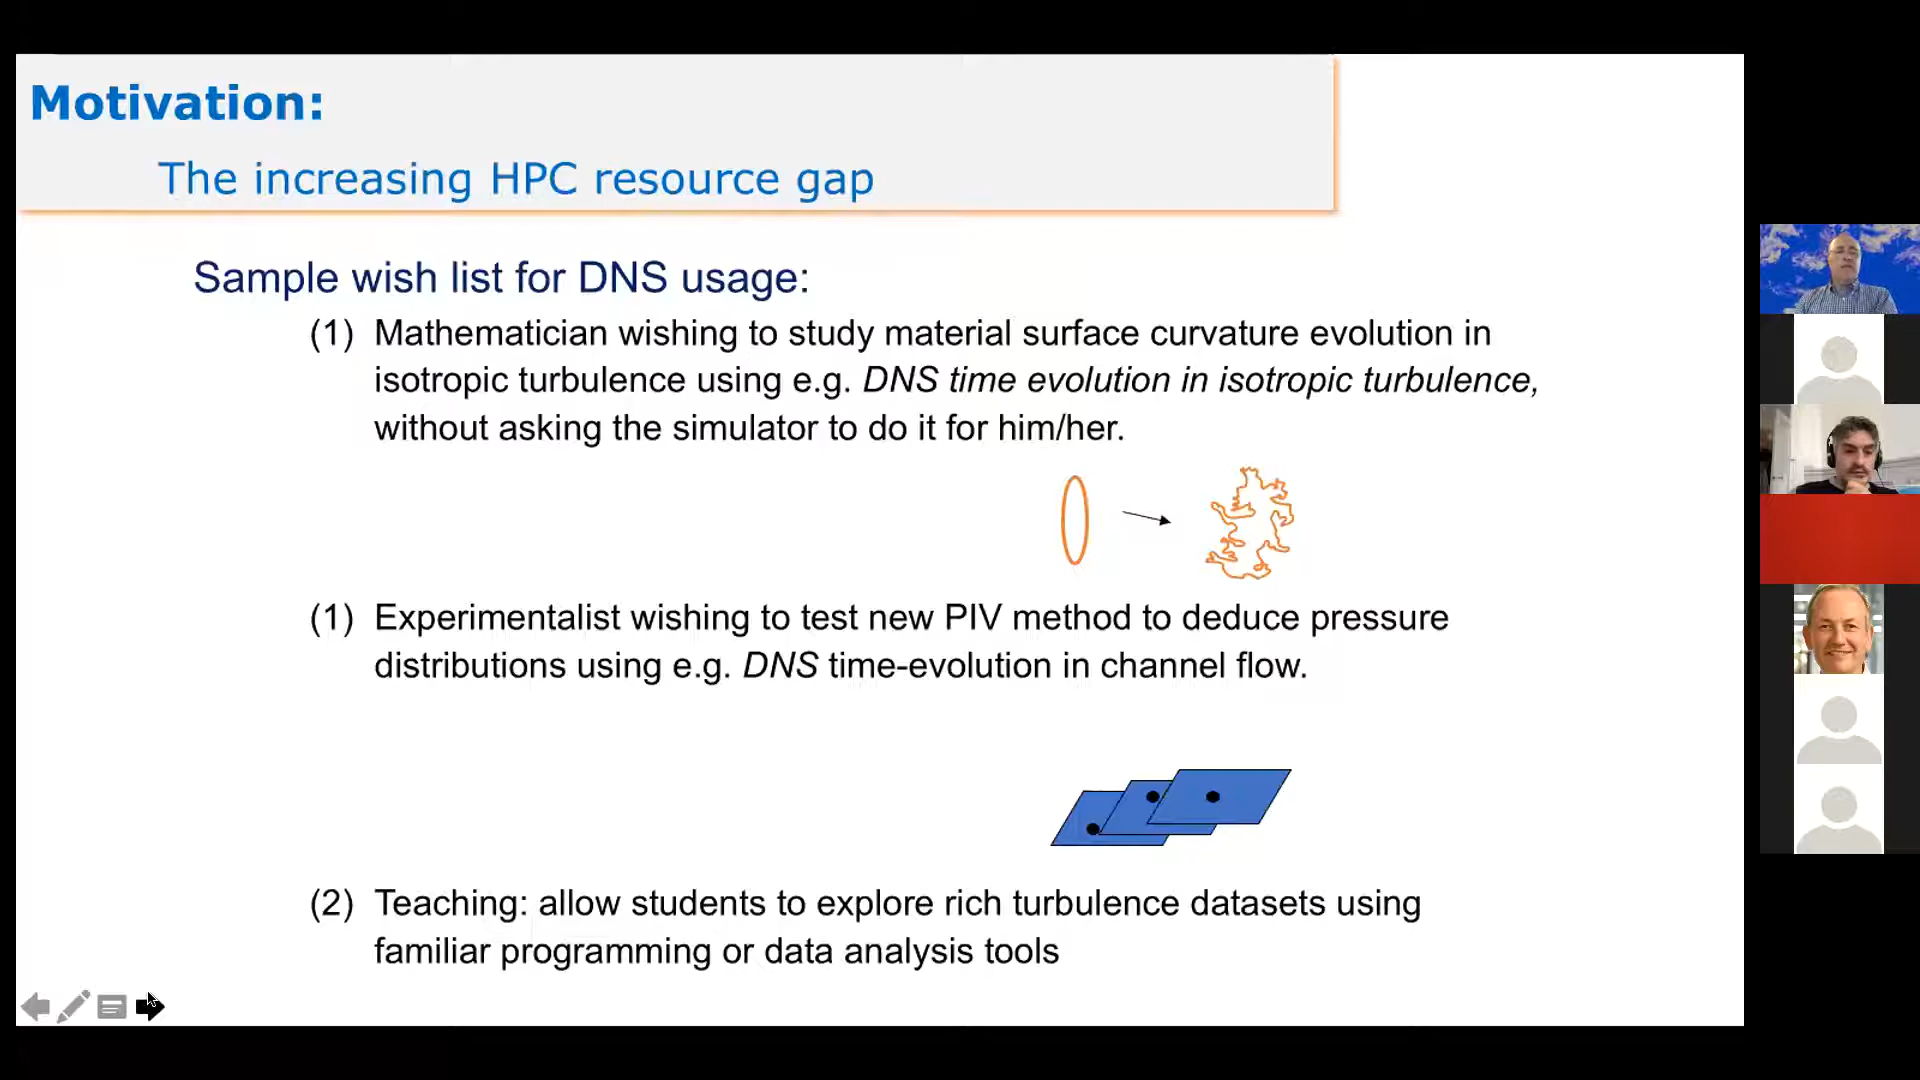 Motivation:
The increasing HPC resource gap
Sample wish list for DNS usage:
(1) Mathematician wishing to study material surface curvature evolution in
isotropic turbulence using e.g. DNS time evolution in isotropic turbulence,
without asking the simulator to do it for him/her.
(1) Experimentalist wishing to test new PIV method to deduce pressure
distributions using e.g. DNS time-evolution in channel flow.
(2) Teaching: allow students to explore rich turbulence datasets using
familiar programming or data analysis tools